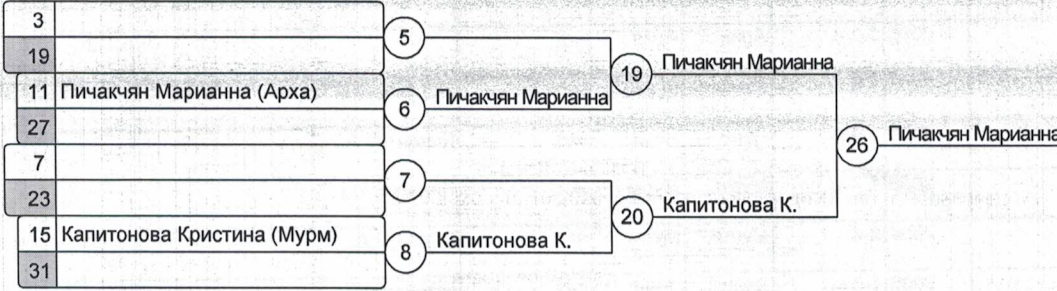 3
5
19
19 Пичакчян Марианна
11 Пичакчян Марианна (Арха)
6 Пичакчян Марианна
27
26 Пичакчян Марианна
7
7
23
20 Капитонова К.
15 Капитонова Кристина (Мурм)
8 Капитонова К.
31